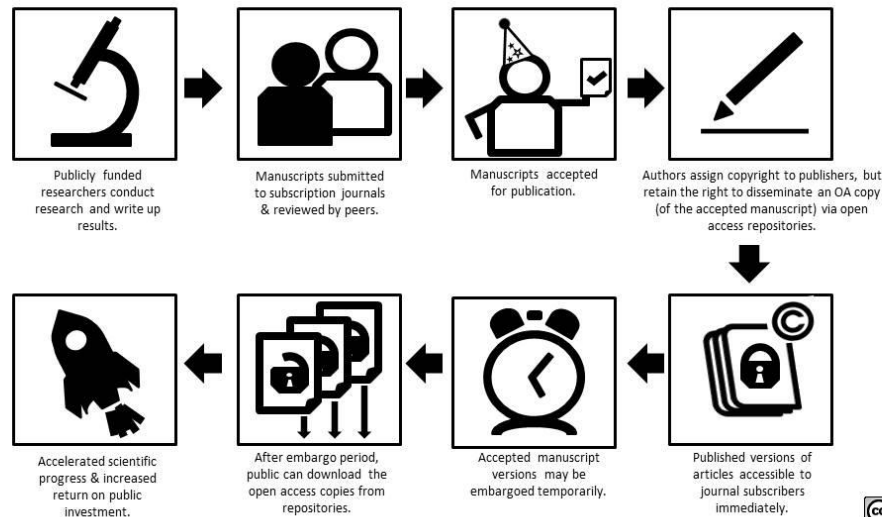 Publicly funded
researchers conduct
research and write up
results.
Manuscripts submitted
to subscription journals
& reviewed by peers.
Manuscripts accepted
for publication.
Authors assign copyright to publishers, but
retain the right to disseminate an OA copy
(of the accepted manuscript) via open
access repositories.
©
Published versions of
articles accessible to
journal subscribers
immediately.
Accepted manuscript
versions may be
embargoed temporarily.
After embargo period,
public can download the
open access copies from
repositories.
Accelerated scientific
progress & increased
return on public
investment.